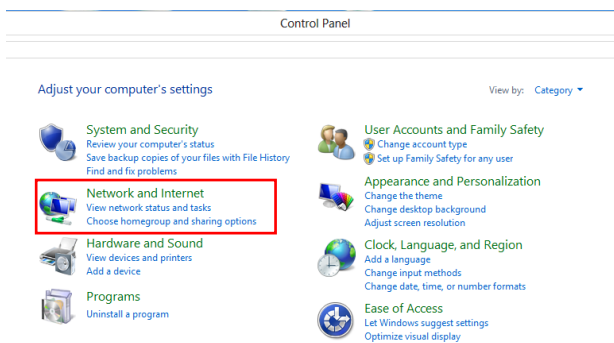 Control Panel
Adjust your computer's settings
View by: Category
System and Security
Review your computer's status
Save backup copies of your files with File History
Find and fix problems
Network and Internet
View network status and tasks
Choose homegroup and sharing options
Hardware and Sound
View devices and printers
Add a device
Programs
Uninstall a program
User Accounts and Family Safety
Change account type
Set up Family Safety for any user
Appearance and Personalization
Change the theme
Change desktop background
Adjust screen resolution
Clock, Language, and Region
Add a language
Change input methods
Change date, time, or number formats
Ease of Access
Let Windows suggest settings
Optimize visual display